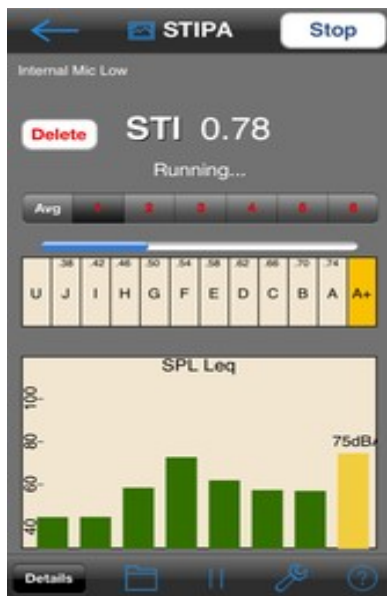 STIPA Stop
Internal Mic Low
Delete STI 0.78
Running...
Avg 1 2 3 4 5 6
.38 .42 .46 .50 .54 .58 .62 .66 .70 .74
U J I H G F E D C B A A+
SPL Leq
100-
80-
75dBA
60-
40
Details
?